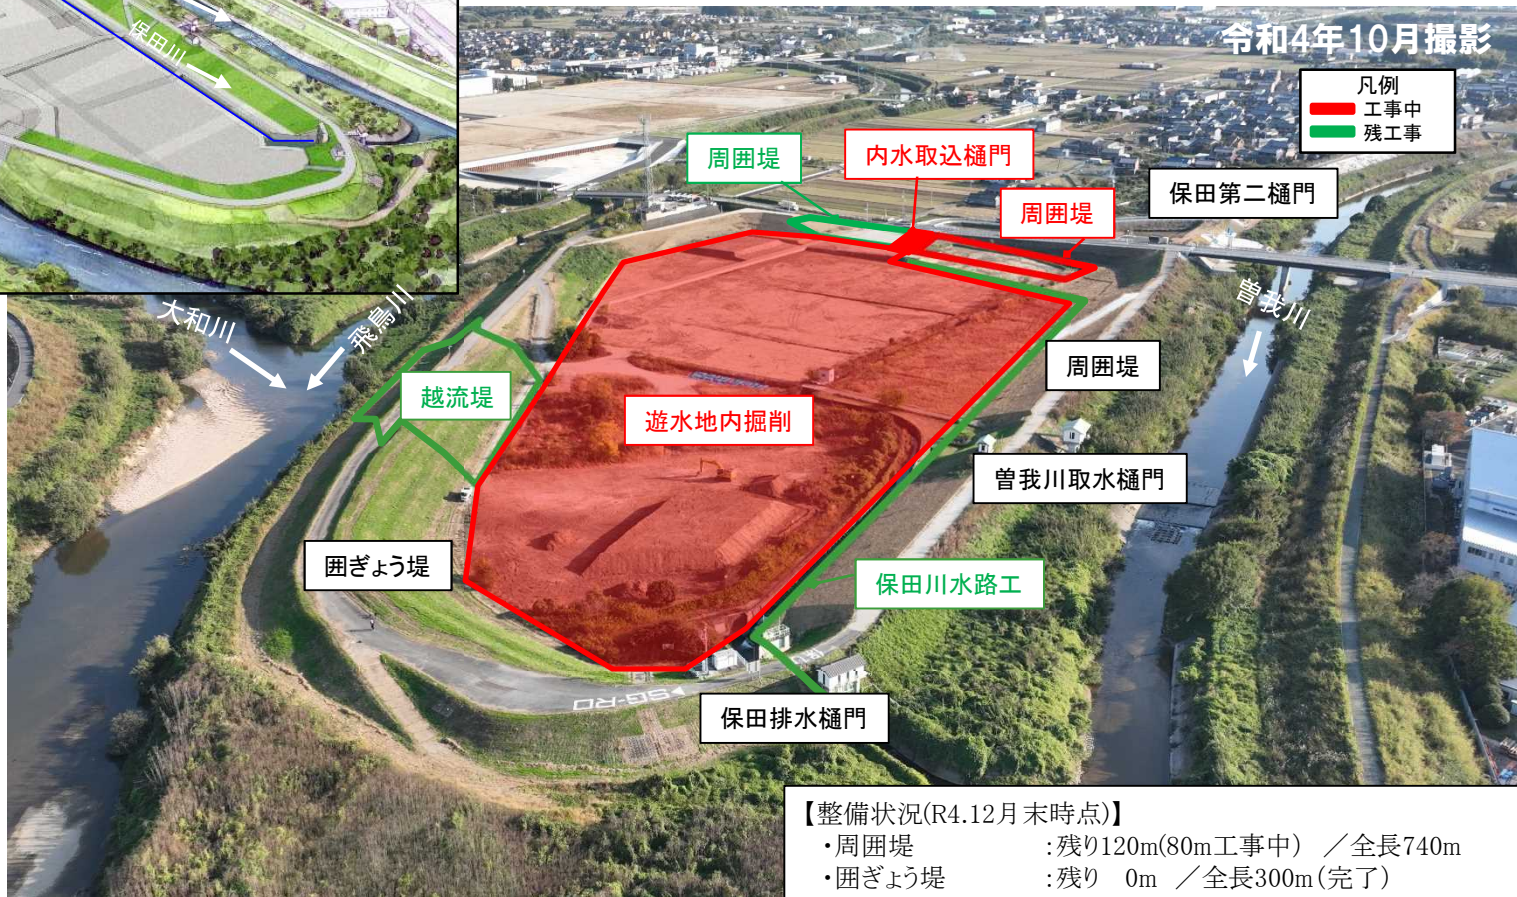 保田川
令和4年10月撮影
凡例
工事中
残工事
周囲堤
内水取込樋門
保田第二樋門
周囲堤
大和川
飛鳥川
曽我川
周囲堤
越流堤
遊水地内掘削
曽我川取水樋門
囲ぎょう堤
保田川水路工
SG-RD
保田排水樋門
【整備状況(R4.12月末時点)】
・周囲堤 :残り120m(80m工事中) ／全長740m
・囲ぎょう堤 :残り 0m ／全長300m(完了)